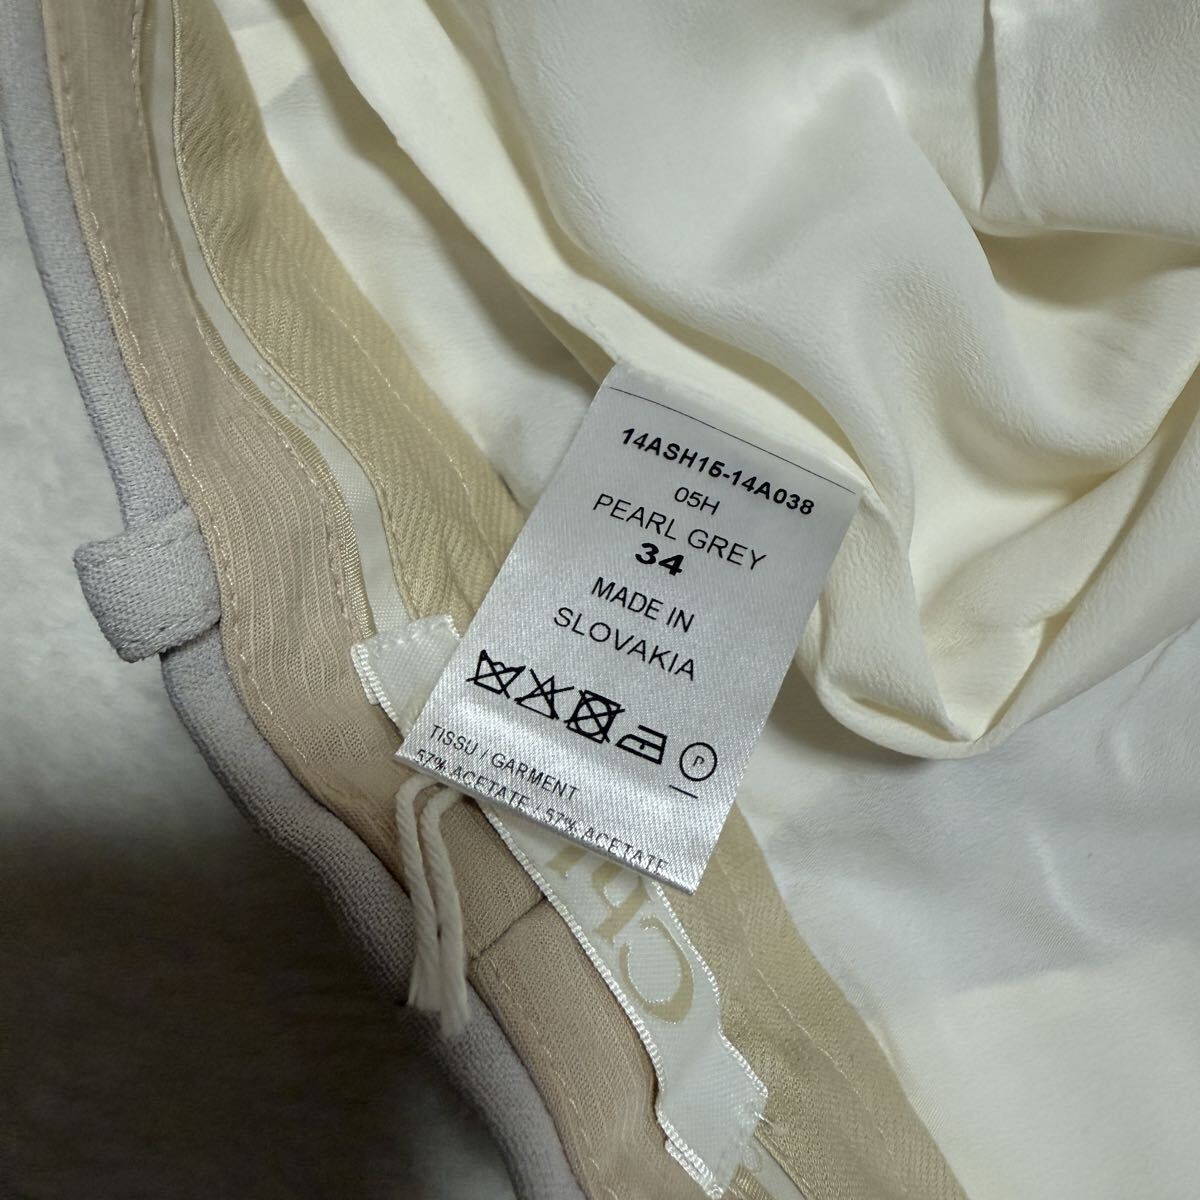 14ASH15-14A038
05H
PEARL GREY
34
MADE IN
SLOVAKIA
P
TISSU / GARMENT
57% ACETATE / 57% ACETATE